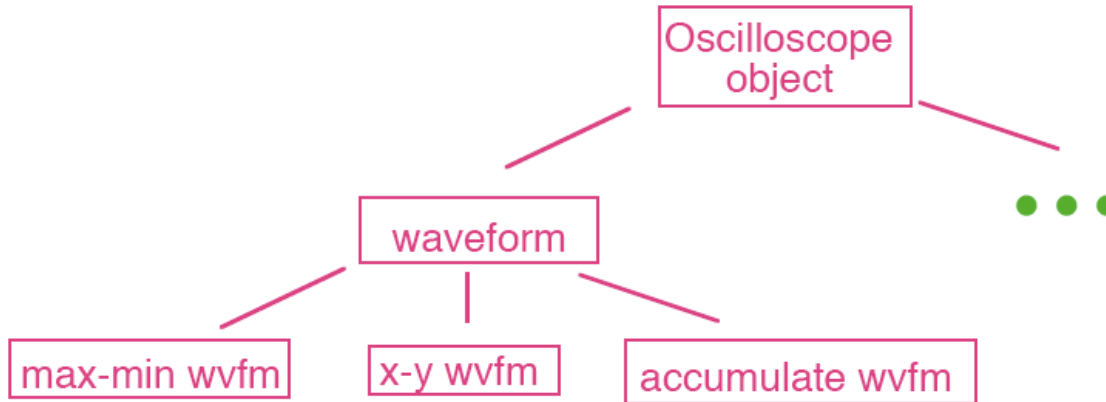 Oscilloscope
object
waveform
max-min wvfm
x-y wvfm
accumulate wvfm